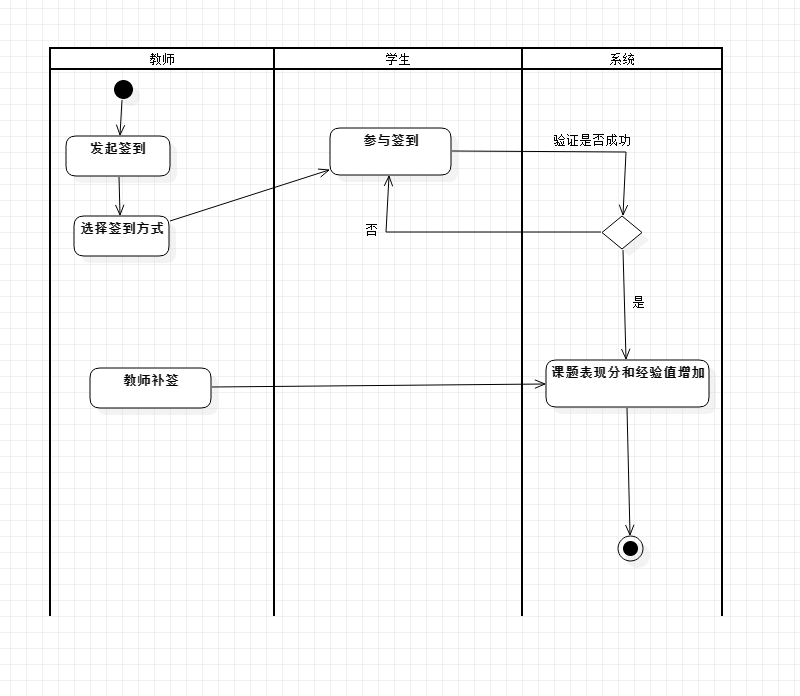 教师
学生
系统
发起签到
参与签到
验证是否成功
选择签到方式
否
是
教师补签
课题表现分和经验值增加